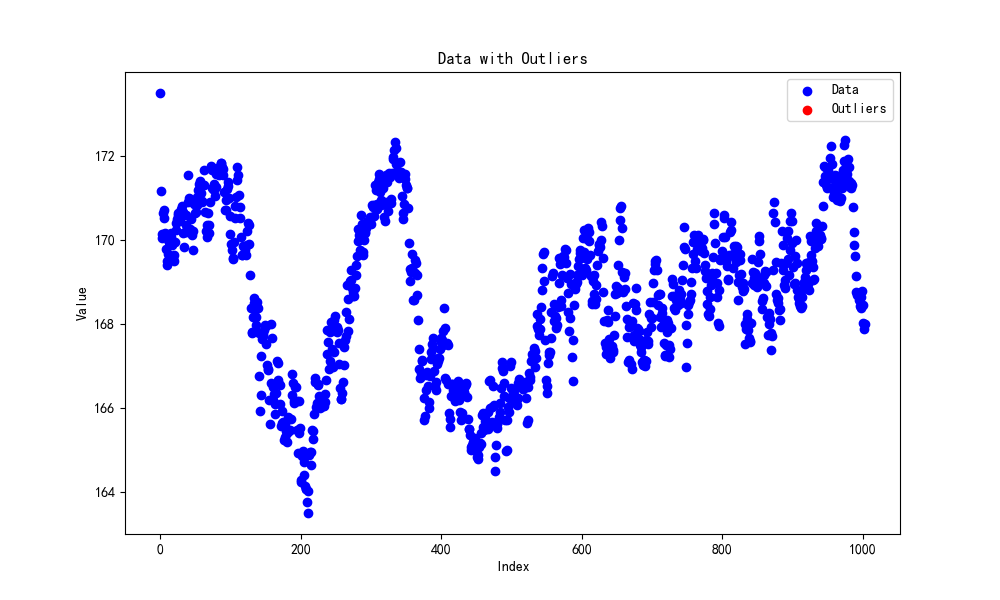 Data with Outliers
Data
Outliers
172
170
168
166
164
Value
0
200
400
600
800
1000
Index